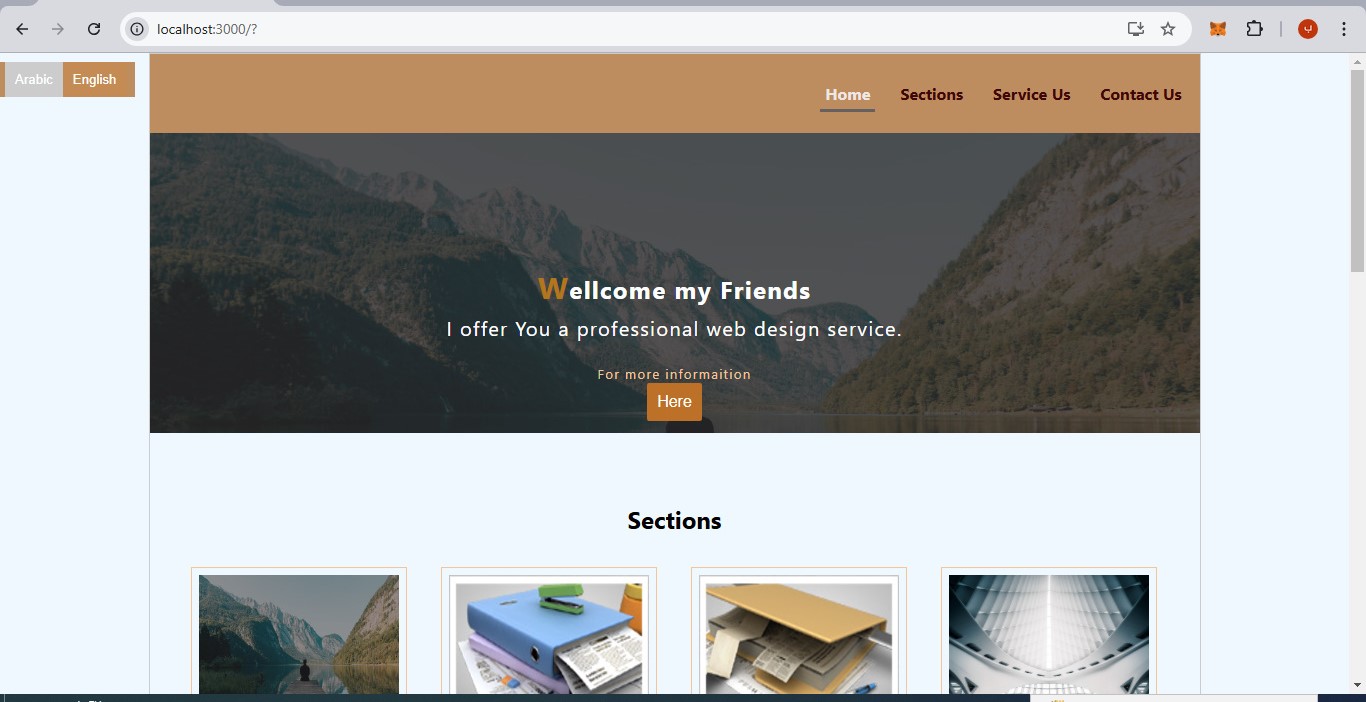 localhost:3000/?
Arabic English
Home Sections Service Us Contact Us
Wellcome my Friends
I offer You a professional web design service.
For more informaition
Here
Sections